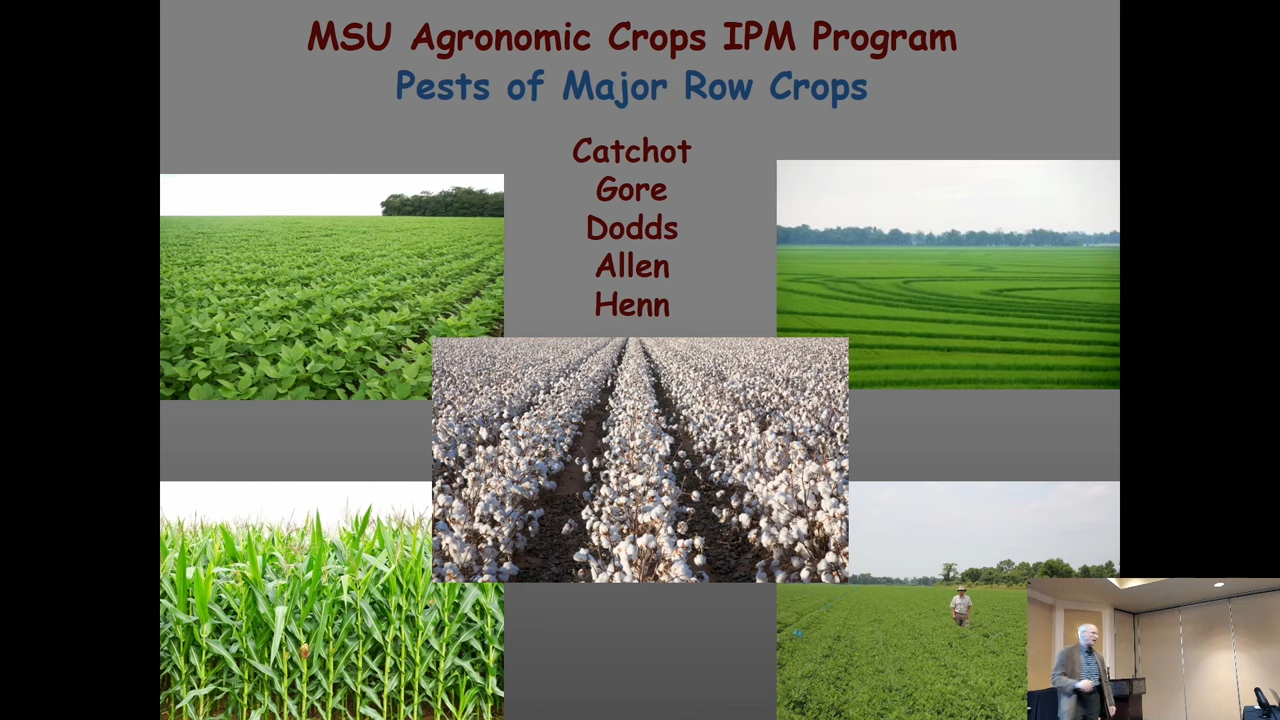 MSU Agronomic Crops IPM Program
Pests of Major Row Crops
Catchot
Gore
Dodds
Allen
Henn